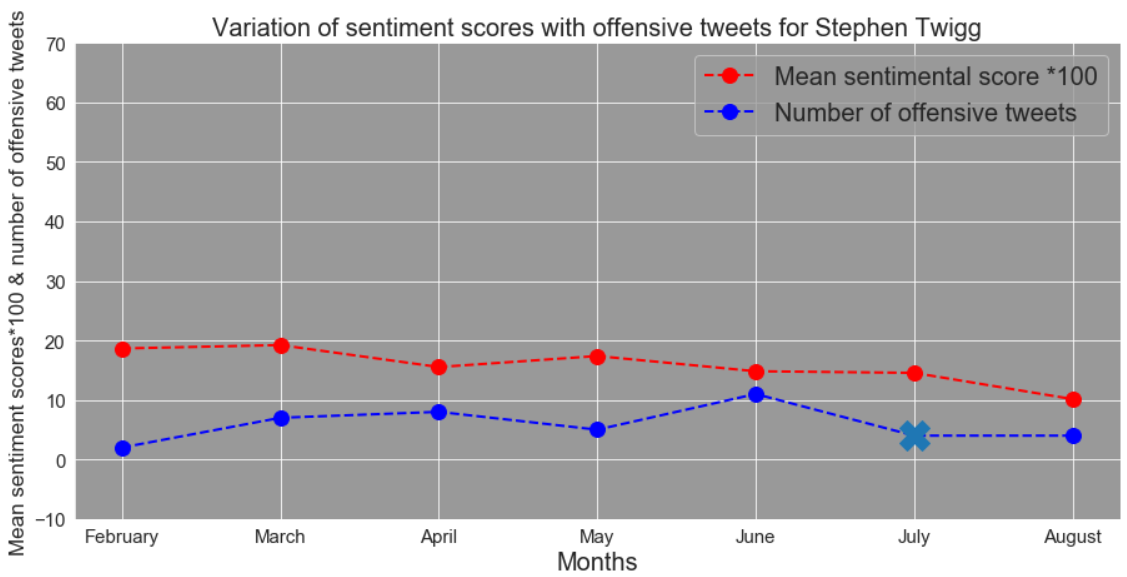 Variation of sentiment scores with offensive tweets for Stephen Twigg
Mean sentiment scores*100 & number of offensive tweets
70
60
50
40
30
20
10
0
−10
Mean sentimental score *100
Number of offensive tweets
February March April May June July August
Months